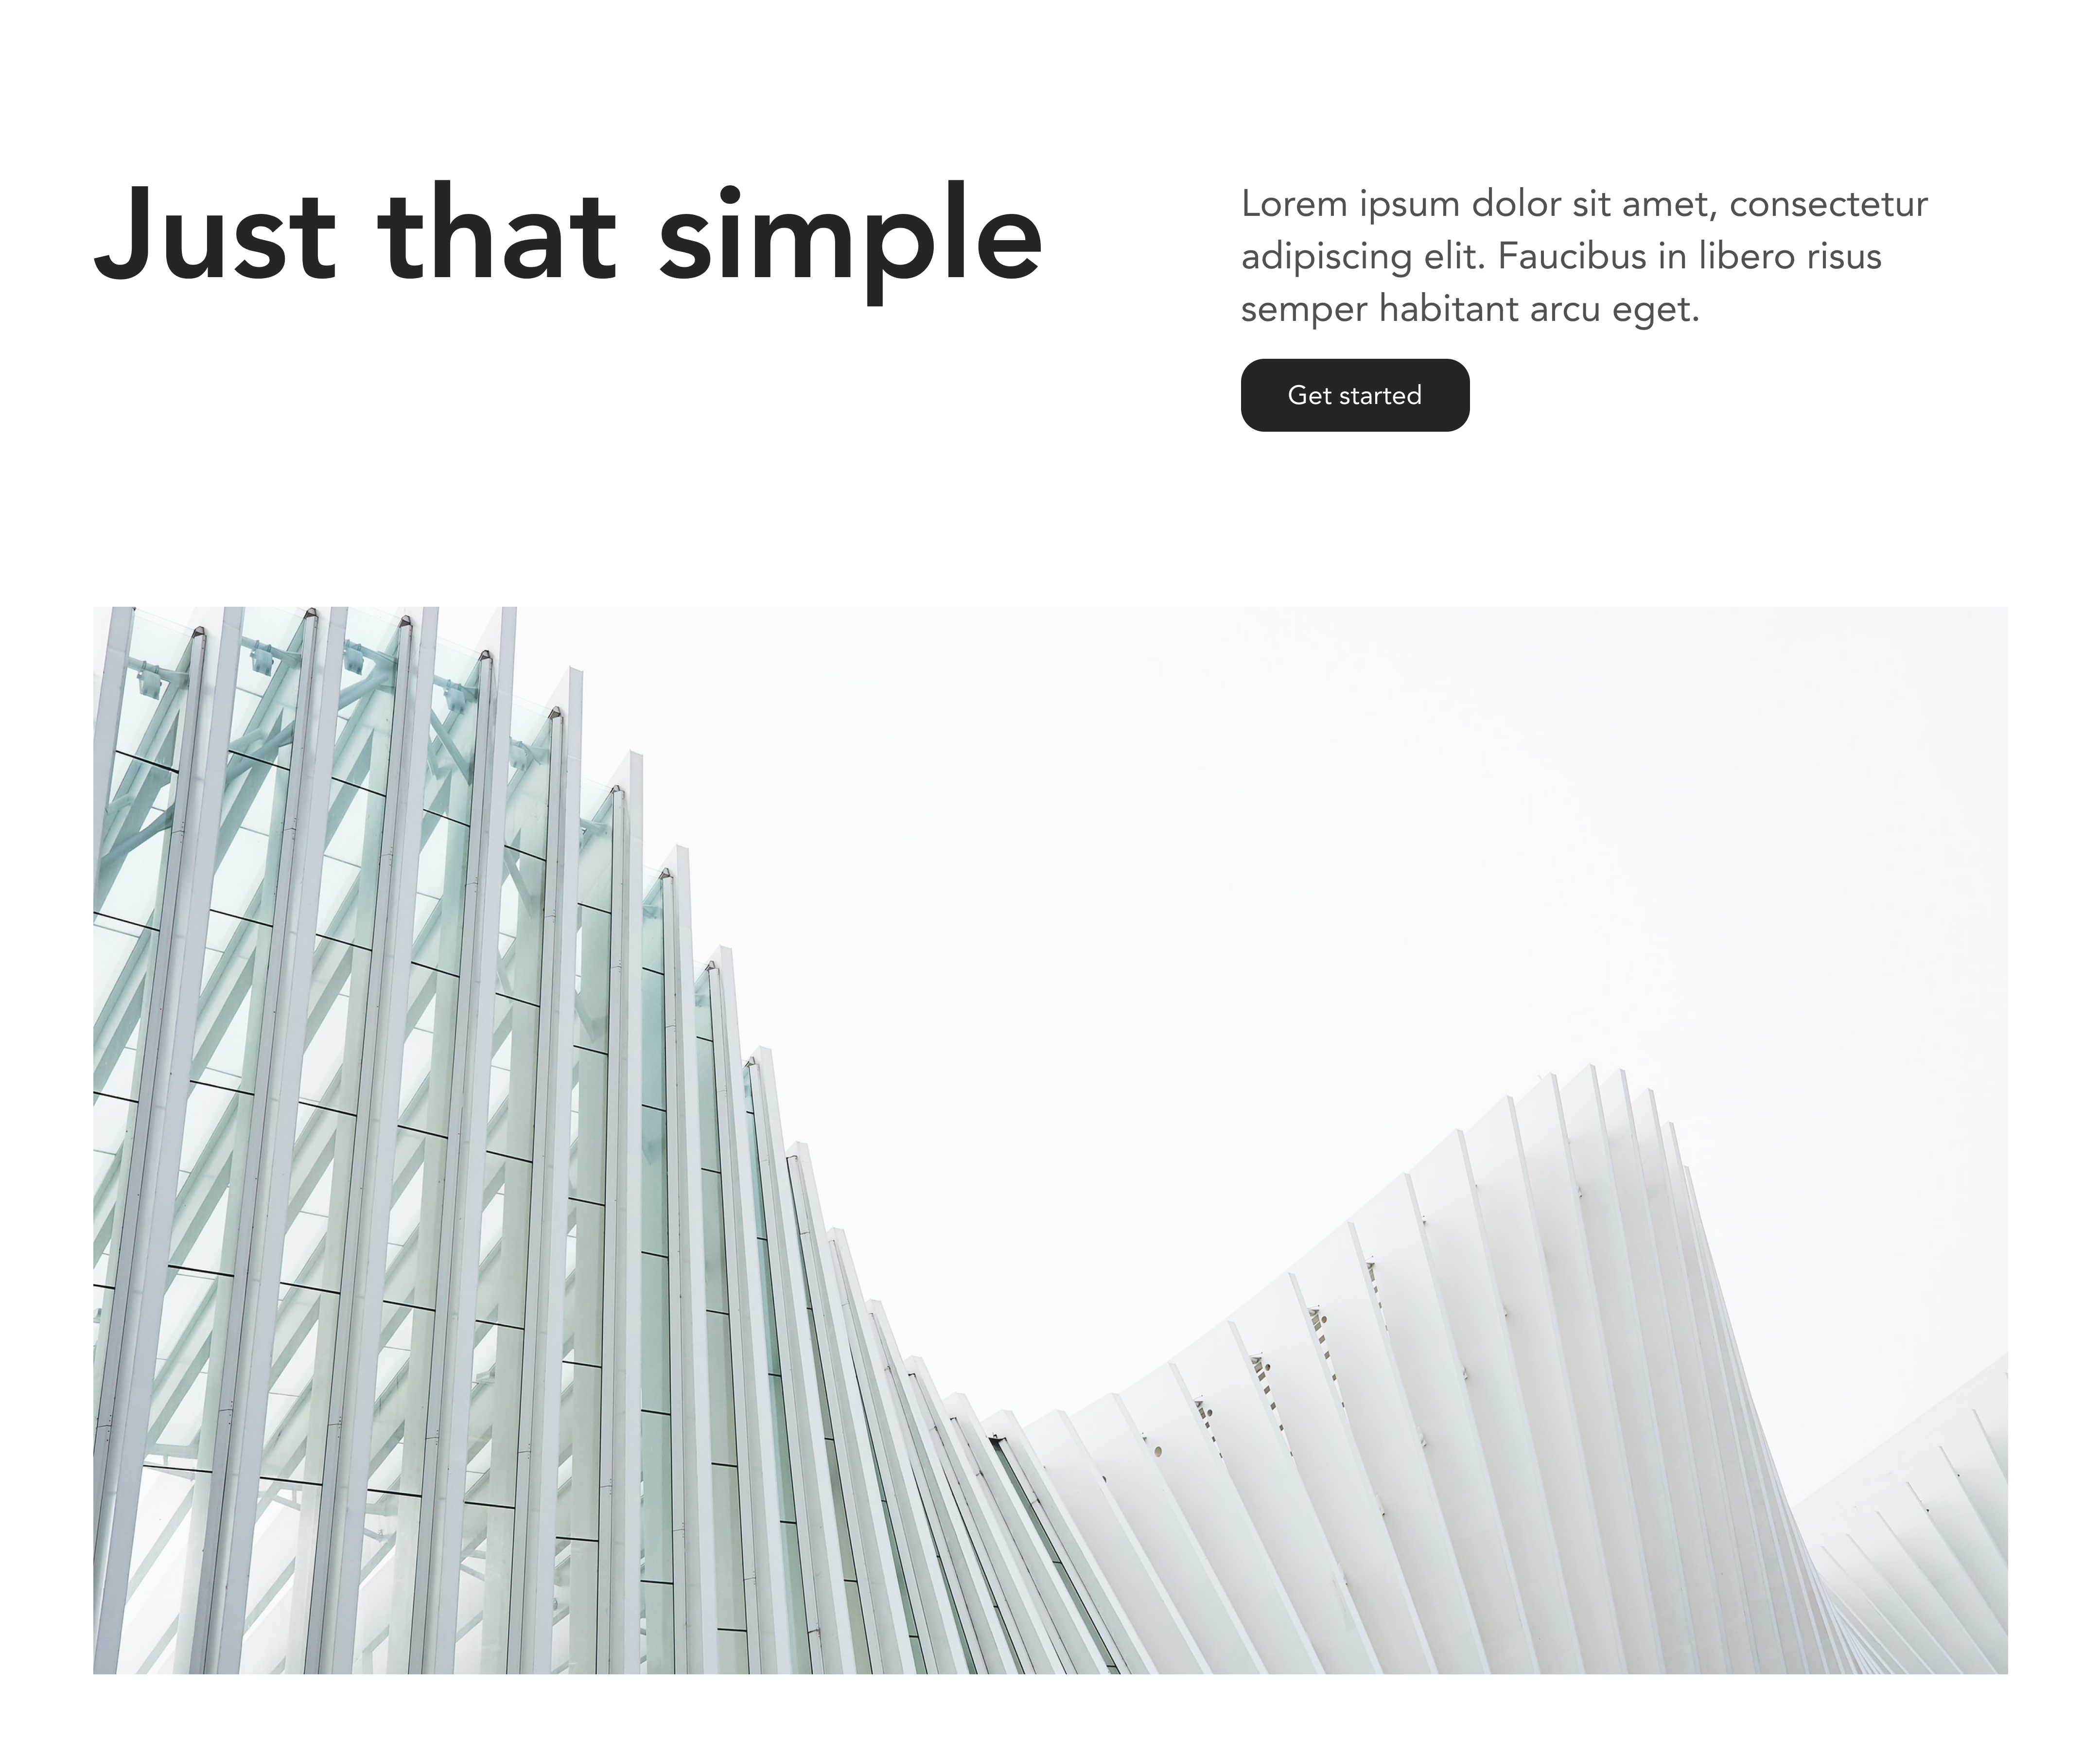 Just that simple
Lorem ipsum dolor sit amet, consectetur
adipiscing elit. Faucibus in libero risus
semper habitant arcu eget.
Get started